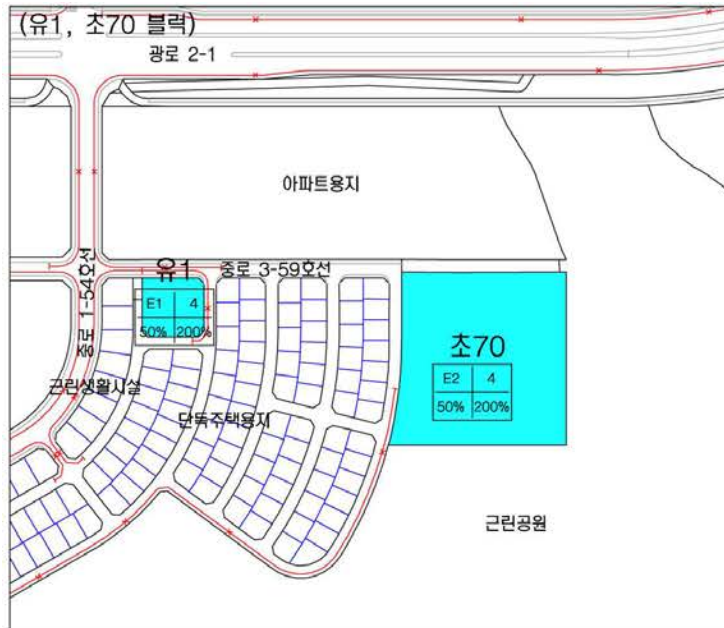 (유1, 초70 블럭)
광로 2-1
아파트용지
중로 1-54호선
유1
중로 3-59호선
E1 4
50% 200%
초70
E2 4
50% 200%
근린생활시설
단독주택용지
근린공원